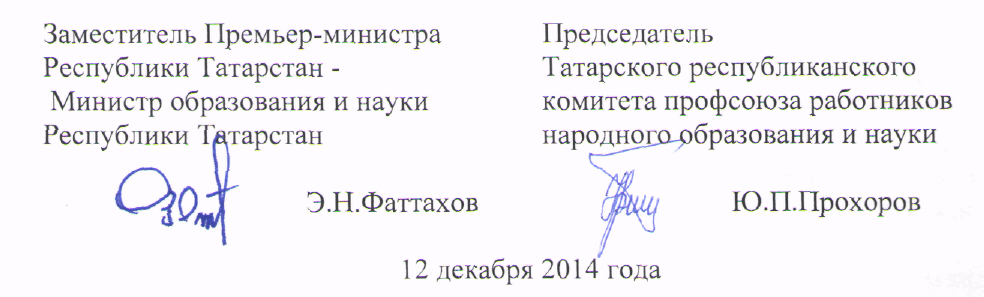 Заместитель Премьер-министра
Республики Татарстан -
Министр образования и науки
Республики Татарстан
Э.Н.Фаттахов
Председатель
Татарского республиканского
комитета профсоюза работников
народного образования и науки
Ю.П.Прохоров
12 декабря 2014 года